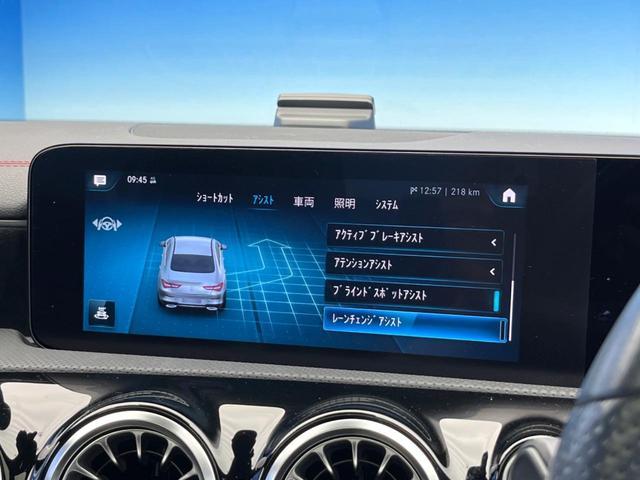 09:45
12:57 | 218 km
ショートカット アシスト 車両 照明 システム
アクティブブレーキアシスト
アテンションアシスト
ブラインドスポットアシスト
レーンチェンジアシスト